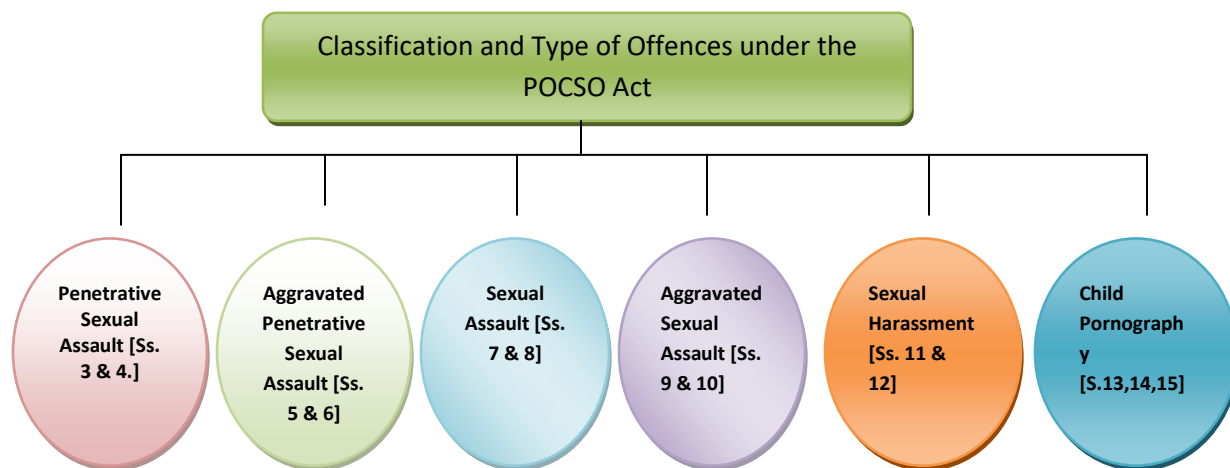 Classification and Type of Offences under the
POCSO Act
Penetrative
Sexual
Assault [Ss.
3 & 4.]
Aggravated
Penetrative
Sexual
Assault [Ss.
5 & 6]
Sexual
Assault [Ss.
7 & 8]
Aggravated
Sexual
Assault [Ss.
9 & 10]
Sexual
Harassment
[Ss. 11 &
12]
Child
Pornograph
y
[S.13,14,15]